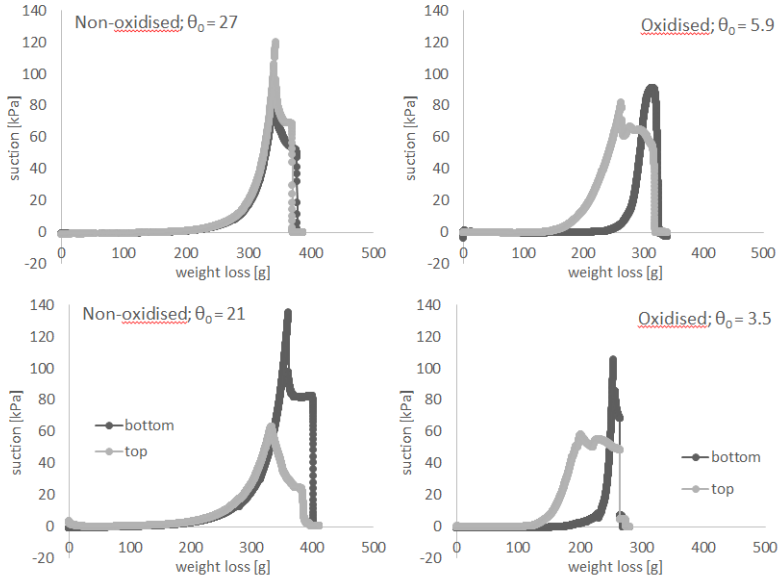 Non-oxidised; θ0 = 27
suction [kPa]
140
120
100
80
60
40
20
0
-20
0 100 200 300 400 500
weight loss [g]
Oxidised; θ0 = 5.9
suction [kPa]
140
120
100
80
60
40
20
0
-20
0 100 200 300 400 500
weight loss [g]
Non-oxidised; θ0 = 21
suction [kPa]
140
120
100
80
60
40
20
0
-20
bottom
top
0 100 200 300 400 500
weight loss [g]
Oxidised; θ0 = 3.5
suction [kPa]
140
120
100
80
60
40
20
0
-20
bottom
top
0 100 200 300 400 500
weight loss [g]